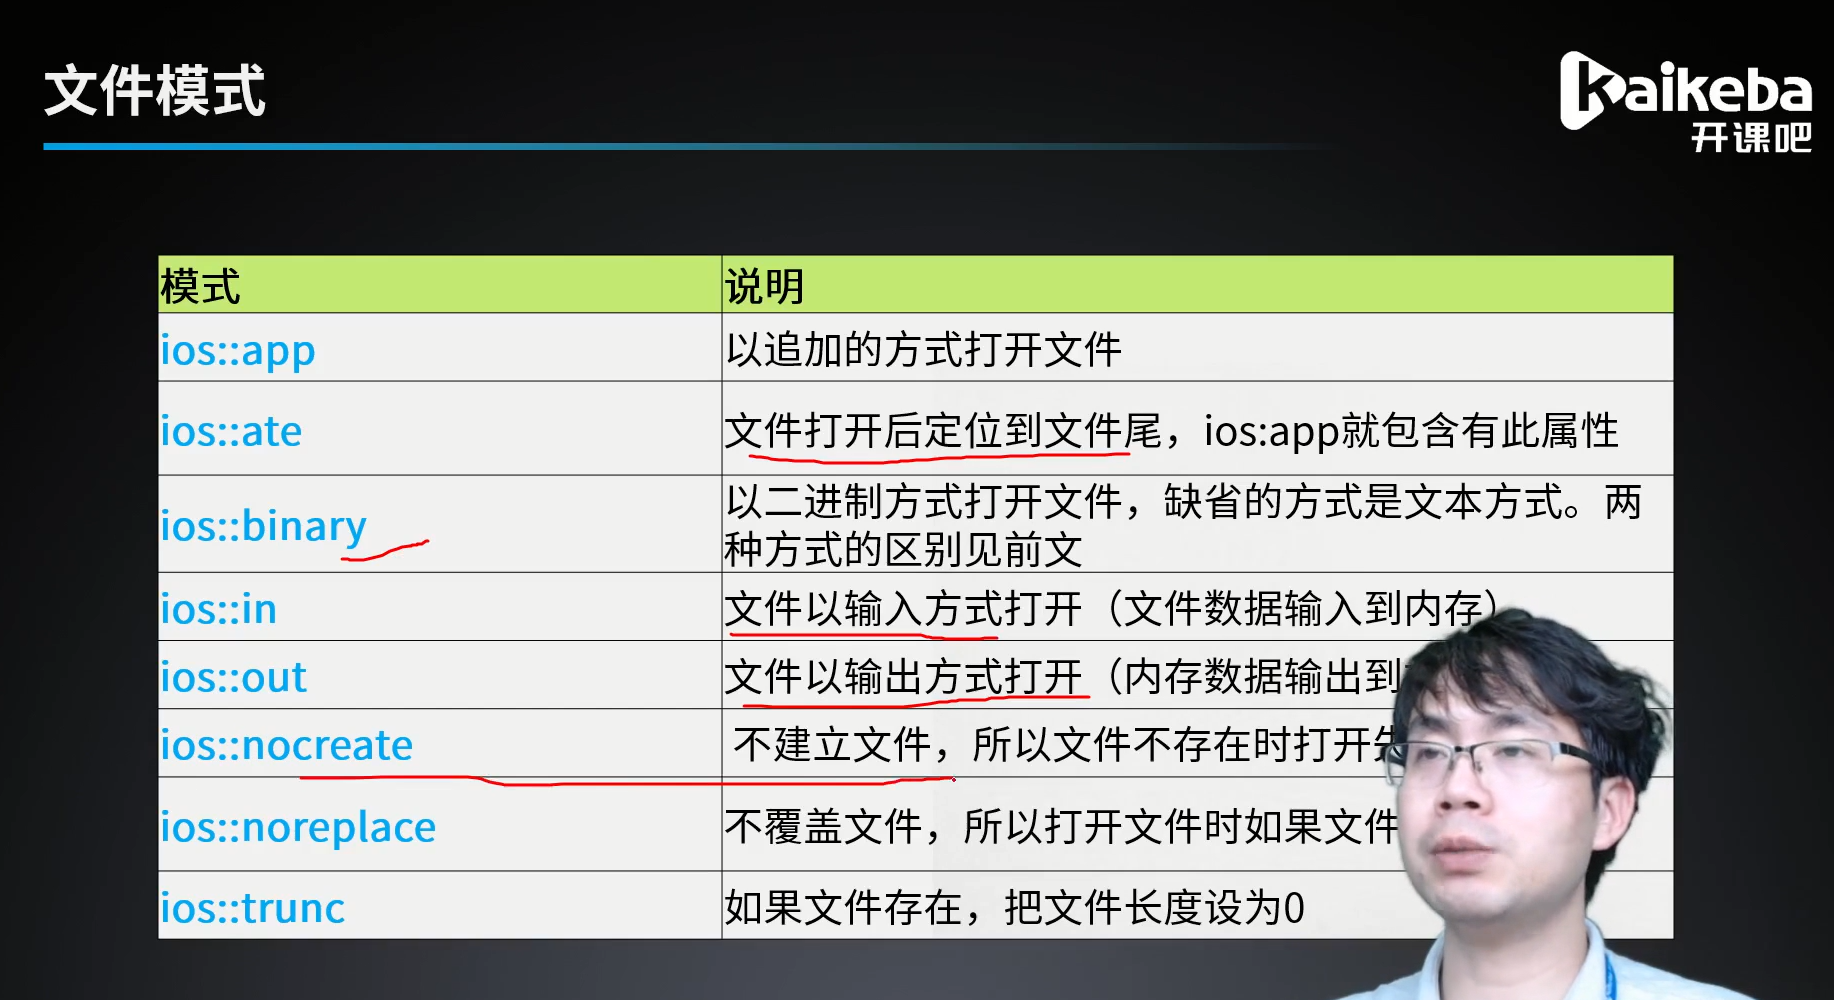 文件模式
Kaikeba
开课吧
模式
说明
ios::app
以追加的方式打开文件
ios::ate
文件打开后定位到文件尾，ios:app就包含有此属性
ios::binary
以二进制方式打开文件，缺省的方式是文本方式。两
种方式的区别见前文
ios::in
文件以输入方式打开（文件数据输入到内存）
ios::out
文件以输出方式打开（内存数据输出到
ios::nocreate
不建立文件，所以文件不存在时打开
ios::noreplace
不覆盖文件，所以打开文件时如果文件
ios::trunc
如果文件存在，把文件长度设为0